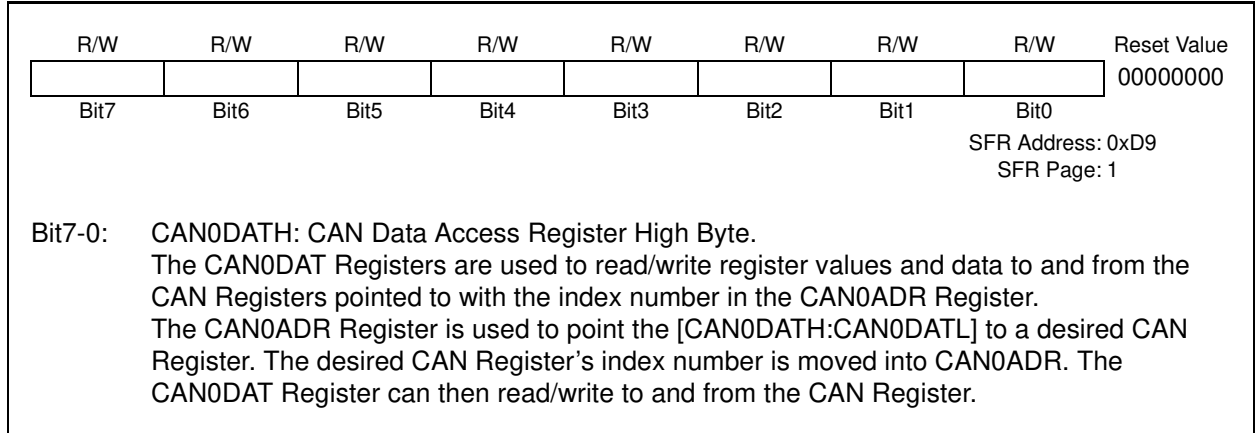 R/W R/W R/W R/W R/W R/W R/W R/W Reset Value
00000000
Bit7 Bit6 Bit5 Bit4 Bit3 Bit2 Bit1 Bit0
SFR Address: 0xD9
SFR Page: 1
Bit7-0: CAN0DATH: CAN Data Access Register High Byte.
The CAN0DAT Registers are used to read/write register values and data to and from the
CAN Registers pointed to with the index number in the CAN0ADR Register.
The CAN0ADR Register is used to point the [CAN0DATH:CAN0DATL] to a desired CAN
Register. The desired CAN Register's index number is moved into CAN0ADR. The
CAN0DAT Register can then read/write to and from the CAN Register.